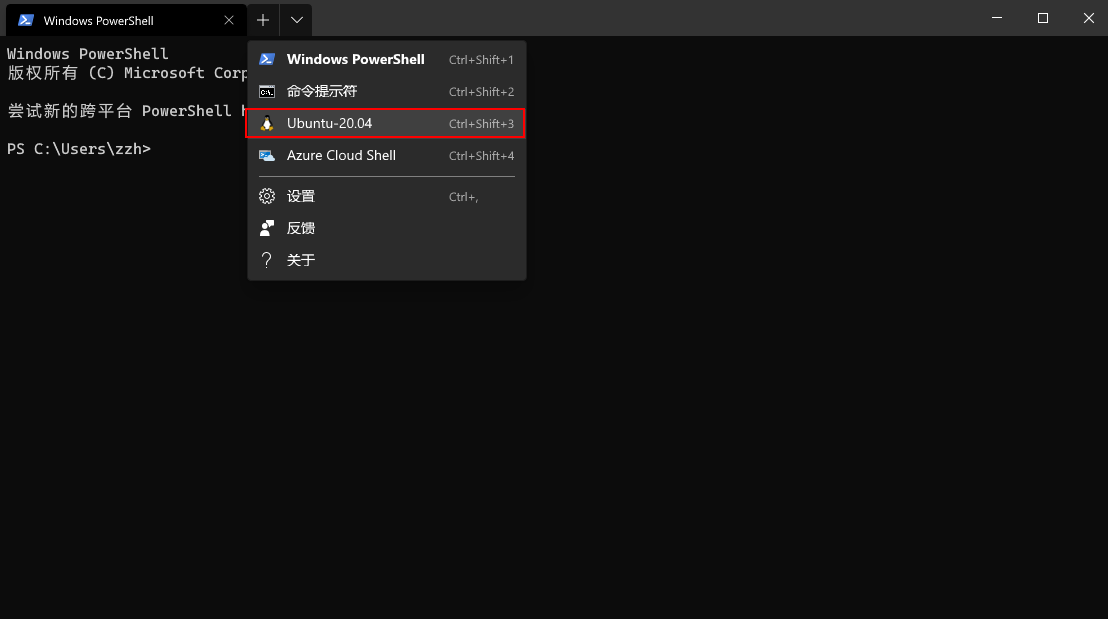 Windows PowerShell
Windows PowerShell
版权所有 (C) Microsoft Corp
尝试新的跨平台 PowerShell
PS C:\Users\zzh>
Windows PowerShell Ctrl+Shift+1
命令提示符 Ctrl+Shift+2
Ubuntu-20.04 Ctrl+Shift+3
Azure Cloud Shell Ctrl+Shift+4
设置 Ctrl+,
反馈
关于